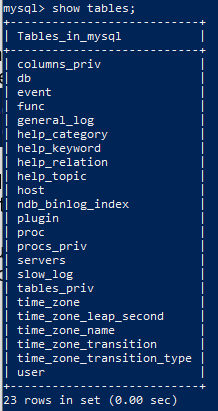 mysql> show tables;
+---------------------------+
| Tables_in_mysql           |
+---------------------------+
| columns_priv              |
| db                        |
| event                     |
| func                      |
| general_log               |
| help_category             |
| help_keyword              |
| help_relation             |
| help_topic                |
| host                      |
| ndb_binlog_index          |
| plugin                    |
| proc                      |
| procs_priv                |
| servers                   |
| slow_log                  |
| tables_priv               |
| time_zone                 |
| time_zone_leap_second     |
| time_zone_name            |
| time_zone_transition      |
| time_zone_transition_type |
| user                      |
+---------------------------+
23 rows in set (0.00 sec)